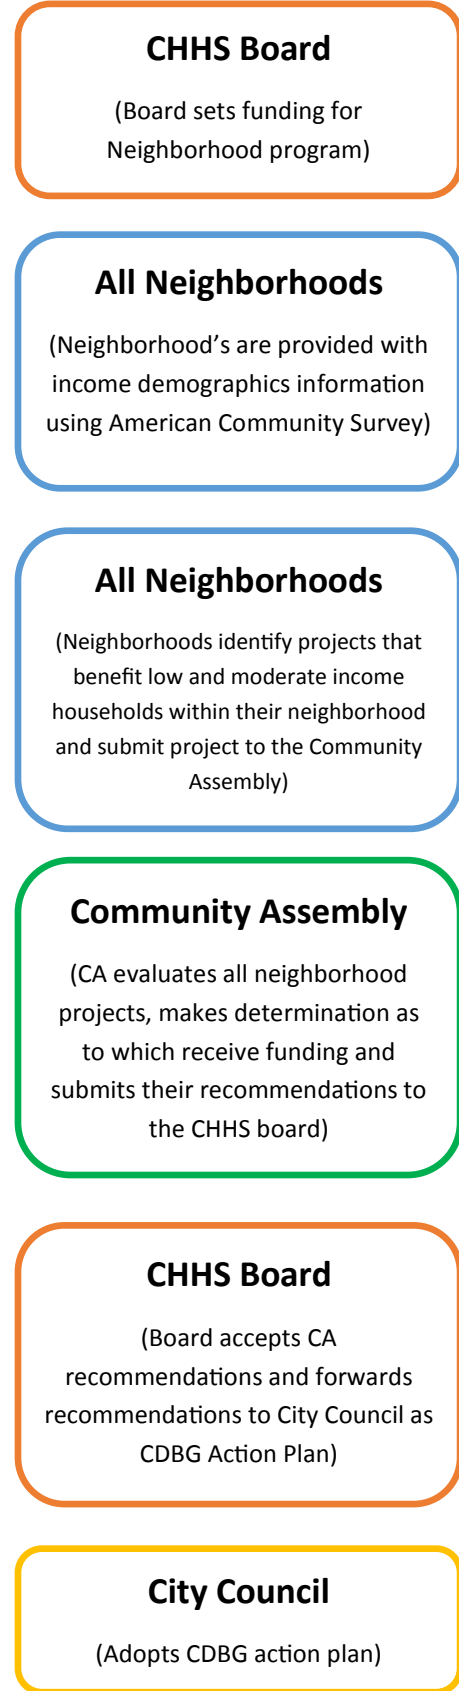 CHHS Board
(Board sets funding for
Neighborhood program)
All Neighborhoods
(Neighborhood’s are provided with
income demographics information
using American Community Survey)
All Neighborhoods
(Neighborhoods identify projects that
benefit low and moderate income
households within their neighborhood
and submit project to the Community
Assembly)
Community Assembly
(CA evaluates all neighborhood
projects, makes determination as
to which receive funding and
submits their recommendations to
the CHHS board)
CHHS Board
(Board accepts CA
recommendations and forwards
recommendations to City Council as
CDBG Action Plan)
City Council
(Adopts CDBG action plan)